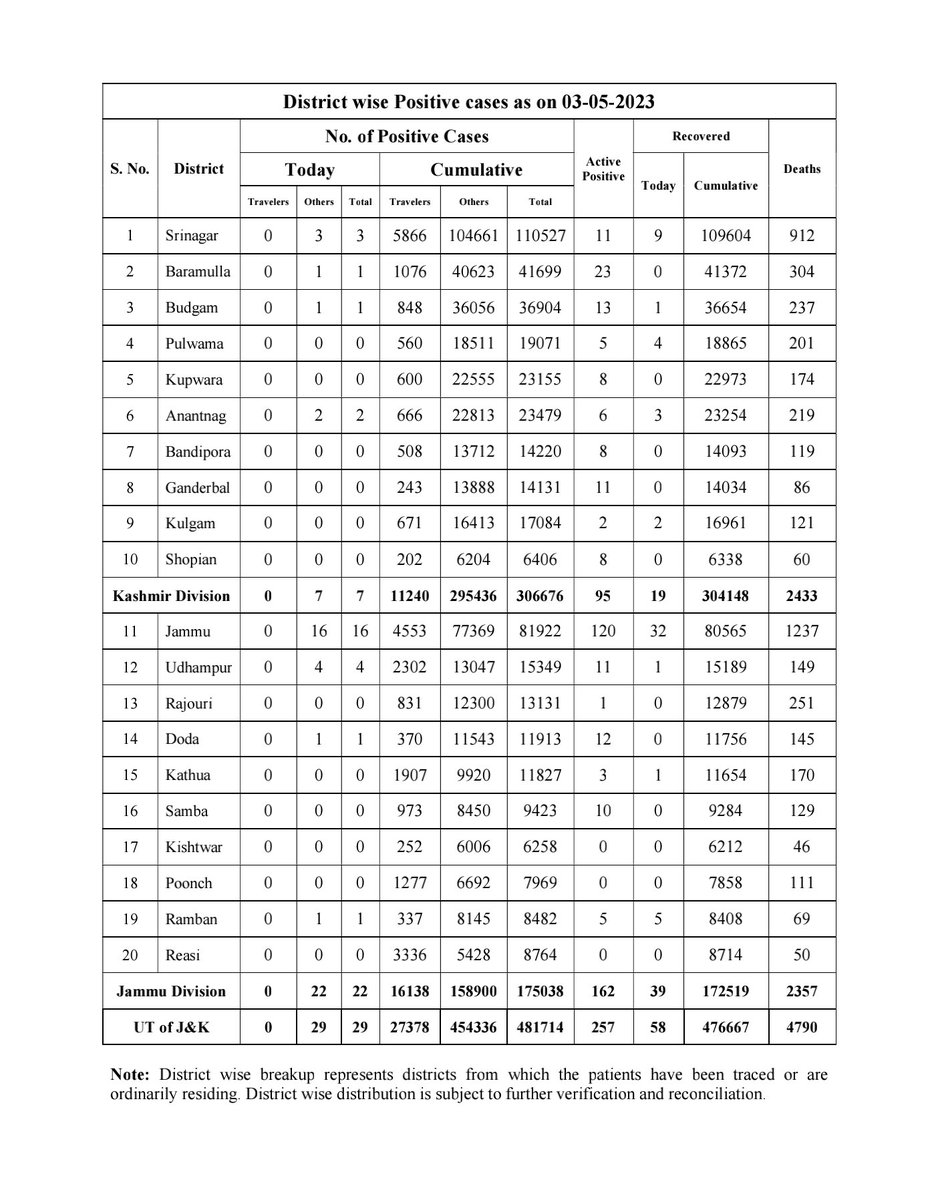 District wise Positive cases as on 03-05-2023
S. No. District No. of Positive Cases Active Positive Recovered Deaths
Today Cumulative Today Cumulative
Travelers Others Total Travelers Others Total
1 Srinagar 0 3 3 5866 104661 110527 11 9 109604 912
2 Baramulla 0 1 1 1076 40623 41699 23 0 41372 304
3 Budgam 0 1 1 848 36056 36904 13 1 36654 237
4 Pulwama 0 0 0 560 18511 19071 5 4 18865 201
5 Kupwara 0 0 0 600 22555 23155 8 0 22973 174
6 Anantnag 0 2 2 666 22813 23479 6 3 23254 219
7 Bandipora 0 0 0 508 13712 14220 8 0 14093 119
8 Ganderbal 0 0 0 243 13888 14131 11 0 14034 86
9 Kulgam 0 0 0 671 16413 17084 2 2 16961 121
10 Shopian 0 0 0 202 6204 6406 8 0 6338 60
Kashmir Division 0 7 7 11240 295436 306676 95 19 304148 2433
11 Jammu 0 16 16 4553 77369 81922 120 32 80565 1237
12 Udhampur 0 4 4 2302 13047 15349 11 1 15189 149
13 Rajouri 0 0 0 831 12300 13131 1 0 12879 251
14 Doda 0 1 1 370 11543 11913 12 0 11756 145
15 Kathua 0 0 0 1907 9920 11827 3 1 11654 170
16 Samba 0 0 0 973 8450 9423 10 0 9284 129
17 Kishtwar 0 0 0 252 6006 6258 0 0 6212 46
18 Poonch 0 0 0 1277 6692 7969 0 0 7858 111
19 Ramban 0 1 1 337 8145 8482 5 5 8408 69
20 Reasi 0 0 0 3336 5428 8764 0 0 8714 50
Jammu Division 0 22 22 16138 158900 175038 162 39 172519 2357
UT of J&K 0 29 29 27378 454336 481714 257 58 476667 4790
Note: District wise breakup represents districts from which the patients have been traced or are
ordinarily residing. District wise distribution is subject to further verification and reconciliation.